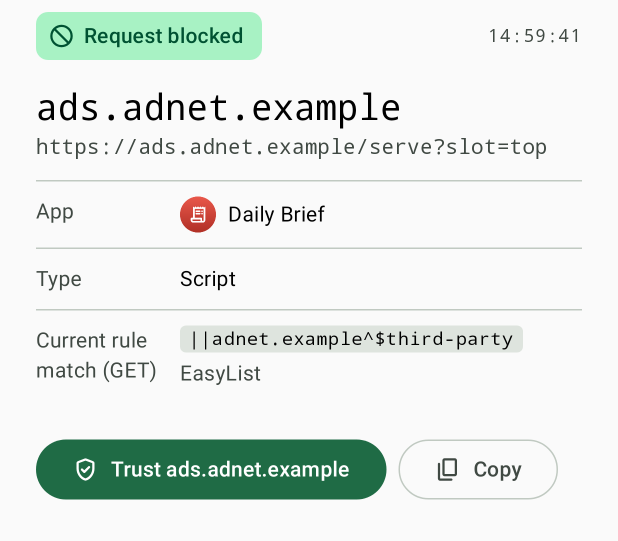 Request blocked
14:59:41
ads.adnet.example
https://ads.adnet.example/serve?slot=top
App
Daily Brief
Type
Script
Current rule
match (GET)
||adnet.example^$third-party
EasyList
Trust ads.adnet.example
Copy